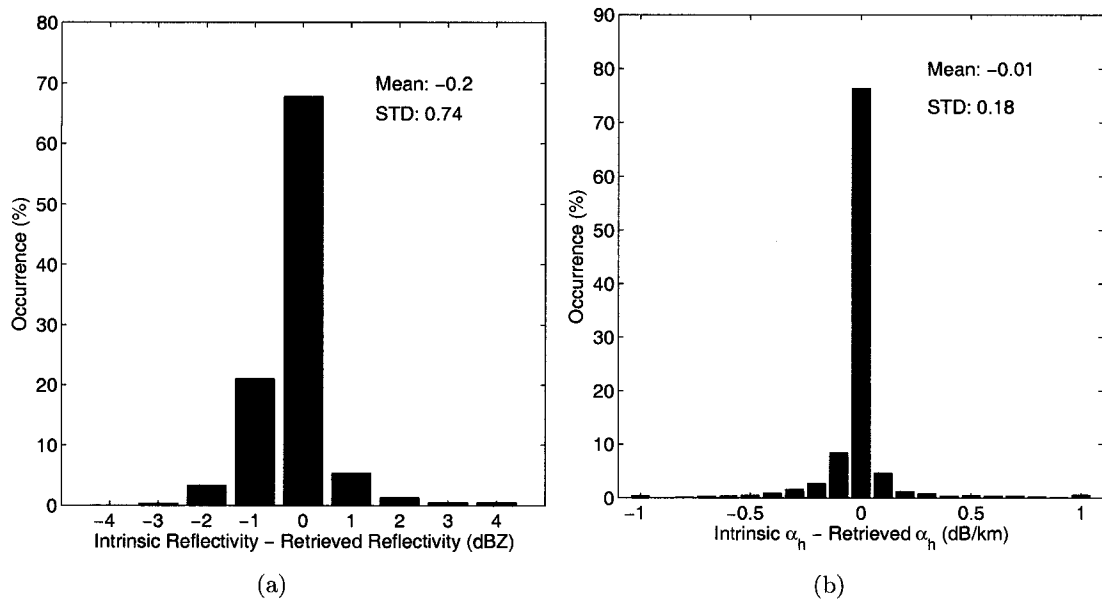 80
70
60
50
40
30
20
10
0
Occurrence (%)
Mean: −0.2
STD: 0.74
−4 −3 −2 −1 0 1 2 3 4
Intrinsic Reflectivity − Retrieved Reflectivity (dBZ)
(a)
90
80
70
60
50
40
30
20
10
0
Occurrence (%)
Mean: −0.01
STD: 0.18
−1 −0.5 0 0.5 1
Intrinsic αh − Retrieved αh (dB/km)
(b)